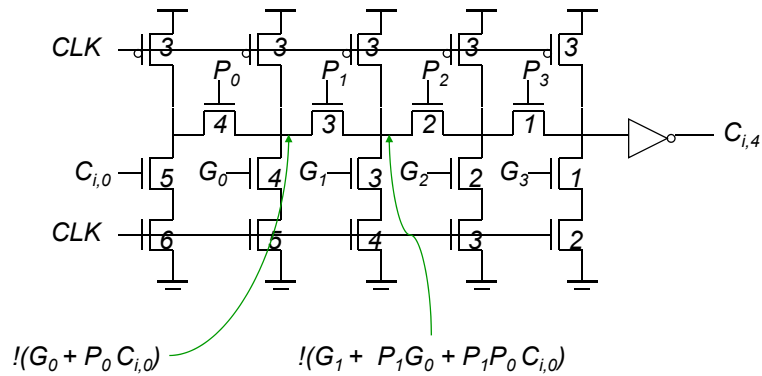 CLK 3 3 3 3 3
P0 P1 P2 P3
4 3 2 1
Ci,4
Ci,0 5 G0 4 G1 3 G2 2 G3 1
CLK 6 5 4 3 2
!(G0 + P0 Ci,0) !(G1 + P1G0 + P1P0 Ci,0)